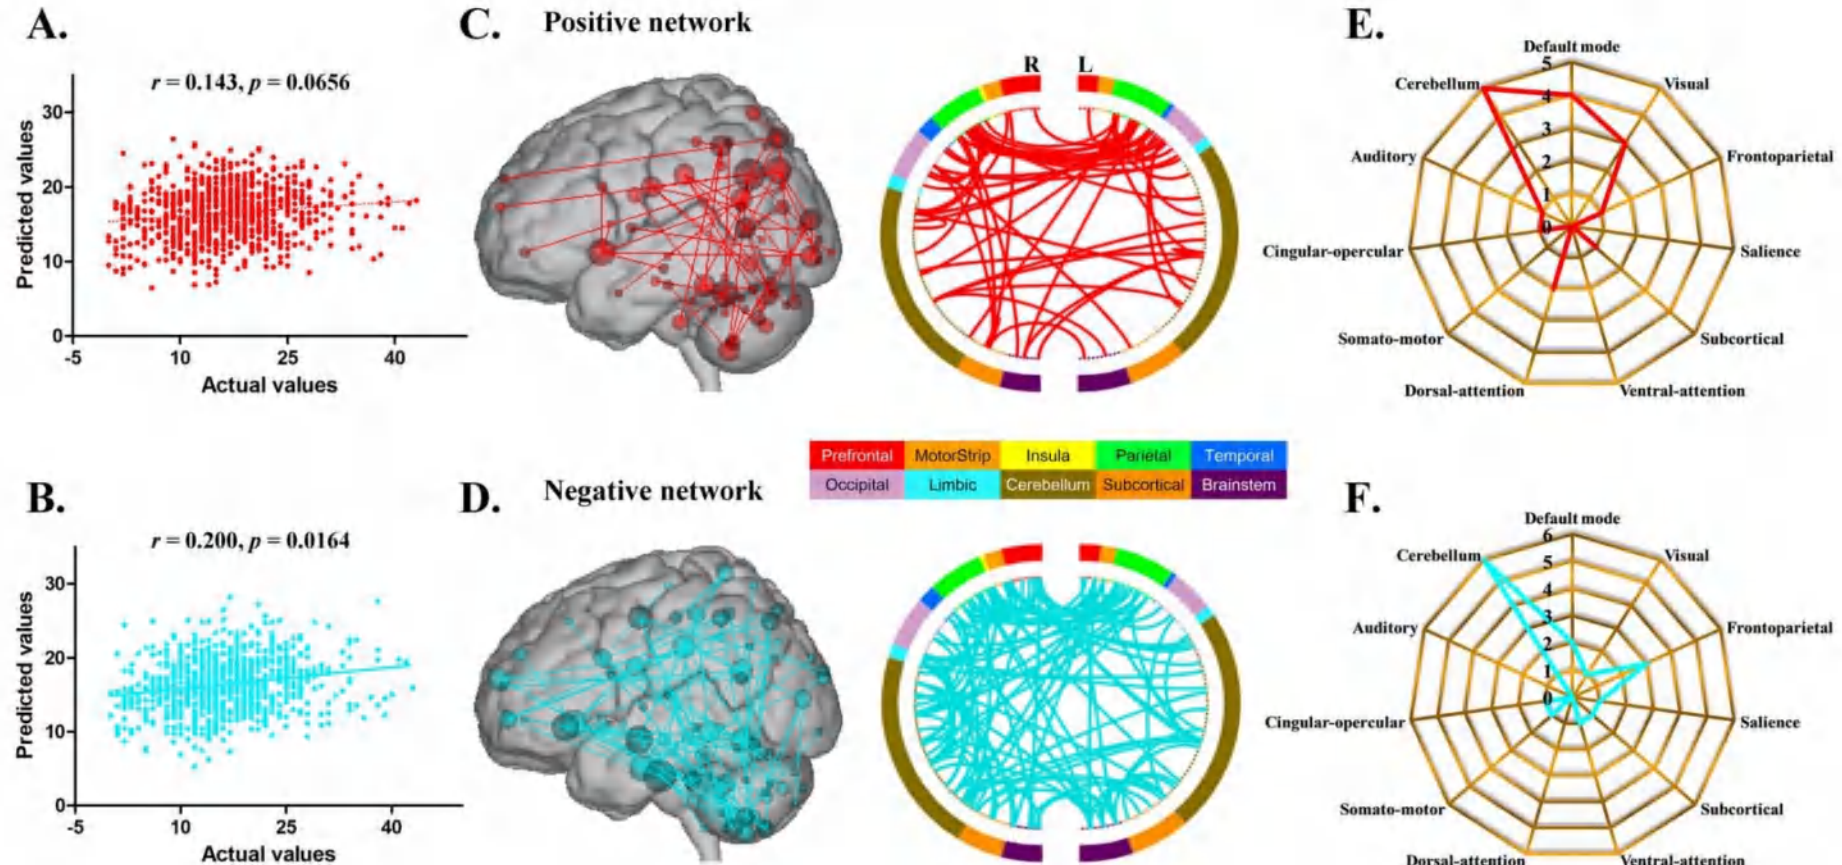 A.
r = 0.143, p = 0.0656
Predicted values
30
20
10
0
-5 10 25 40
Actual values
C. Positive network
R L
E.
Default mode
Visual
Frontoparietal
Salience
Subcortical
Ventral-attention
Dorsal-attention
Somato-motor
Cingular-opercular
Auditory
Cerebellum
5
4
3
2
1
0
Prefrontal MotorStrip Insula Parietal Temporal
Occipital Limbic Cerebellum Subcortical Brainstem
B.
r = 0.200, p = 0.0164
Predicted values
30
20
10
0
-5 10 25 40
Actual values
D. Negative network
F.
Default mode
Visual
Frontoparietal
Salience
Subcortical
Ventral-attention
Dorsal-attention
Somato-motor
Cingular-opercular
Auditory
Cerebellum
6
5
4
3
2
1
0